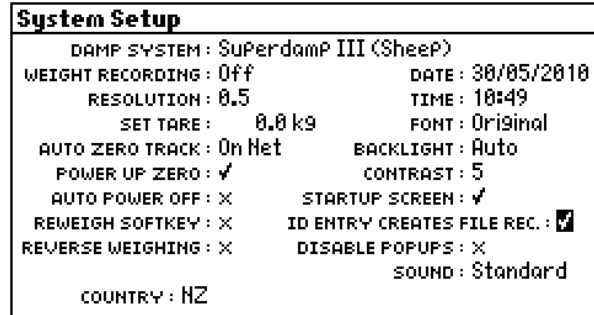 System Setup
DAMP SYSTEM: Superdamp III (Sheep)
WEIGHT RECORDING: Off DATE: 30/05/2010
RESOLUTION: 0.5 TIME: 10:49
SET TARE: 0.0 kg FONT: Original
AUTO ZERO TRACK: On Net BACKLIGHT: Auto
POWER UP ZERO: ✓ CONTRAST: 5
AUTO POWER OFF: × STARTUP SCREEN: ✓
REWEIGH SOFTKEY: × ID ENTRY CREATES FILE REC.: ✓
REVERSE WEIGHING: × DISABLE POPUPS: ×
SOUND: Standard
COUNTRY: NZ